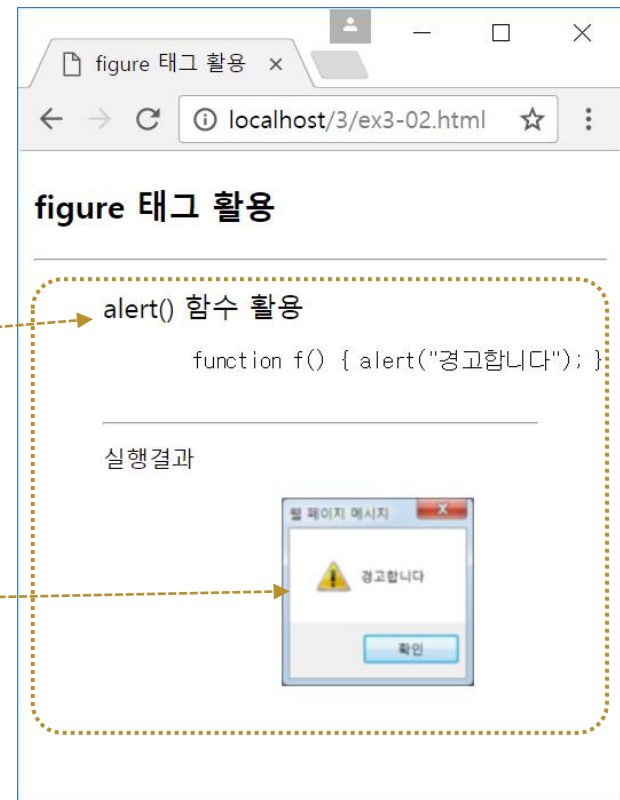 figure 태그 활용
localhost/3/ex3-02.html
figure 태그 활용
alert() 함수 활용
function f() { alert("경고합니다"); }
실행결과
웹 페이지 메시지
경고합니다
확인